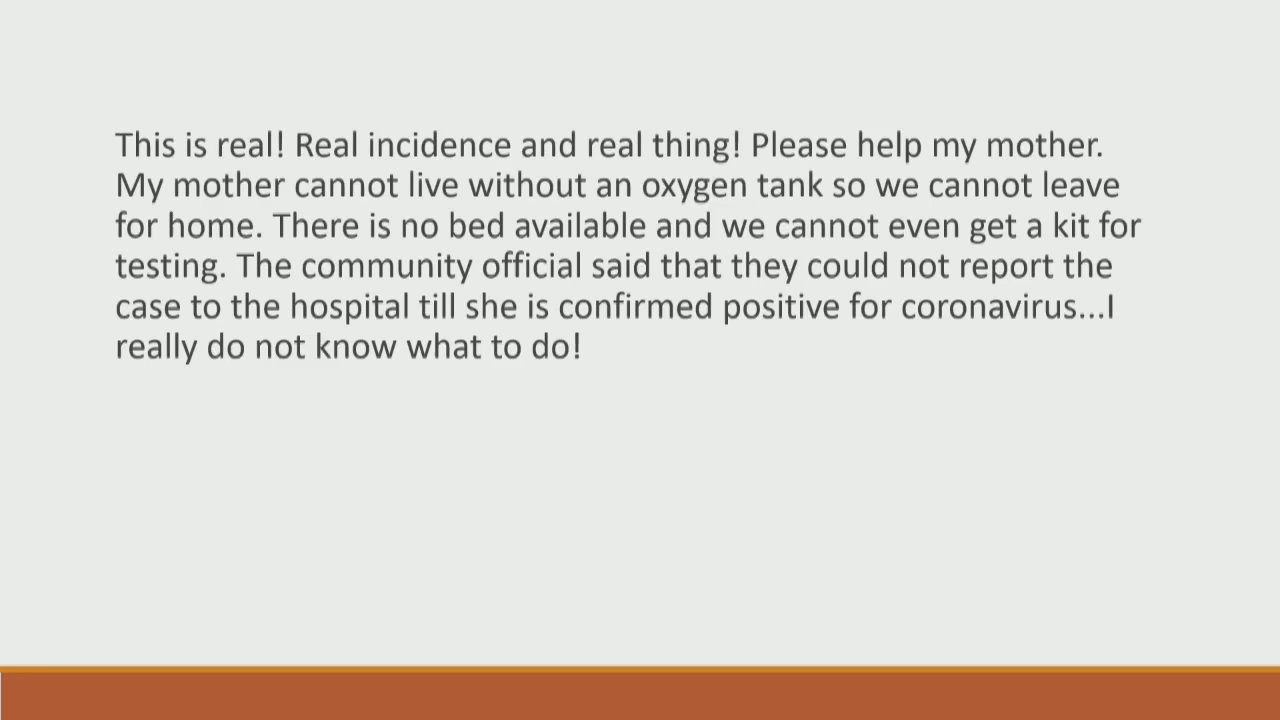 This is real! Real incidence and real thing! Please help my mother.
My mother cannot live without an oxygen tank so we cannot leave
for home. There is no bed available and we cannot even get a kit for
testing. The community official said that they could not report the
case to the hospital till she is confirmed positive for coronavirus...I
really do not know what to do!